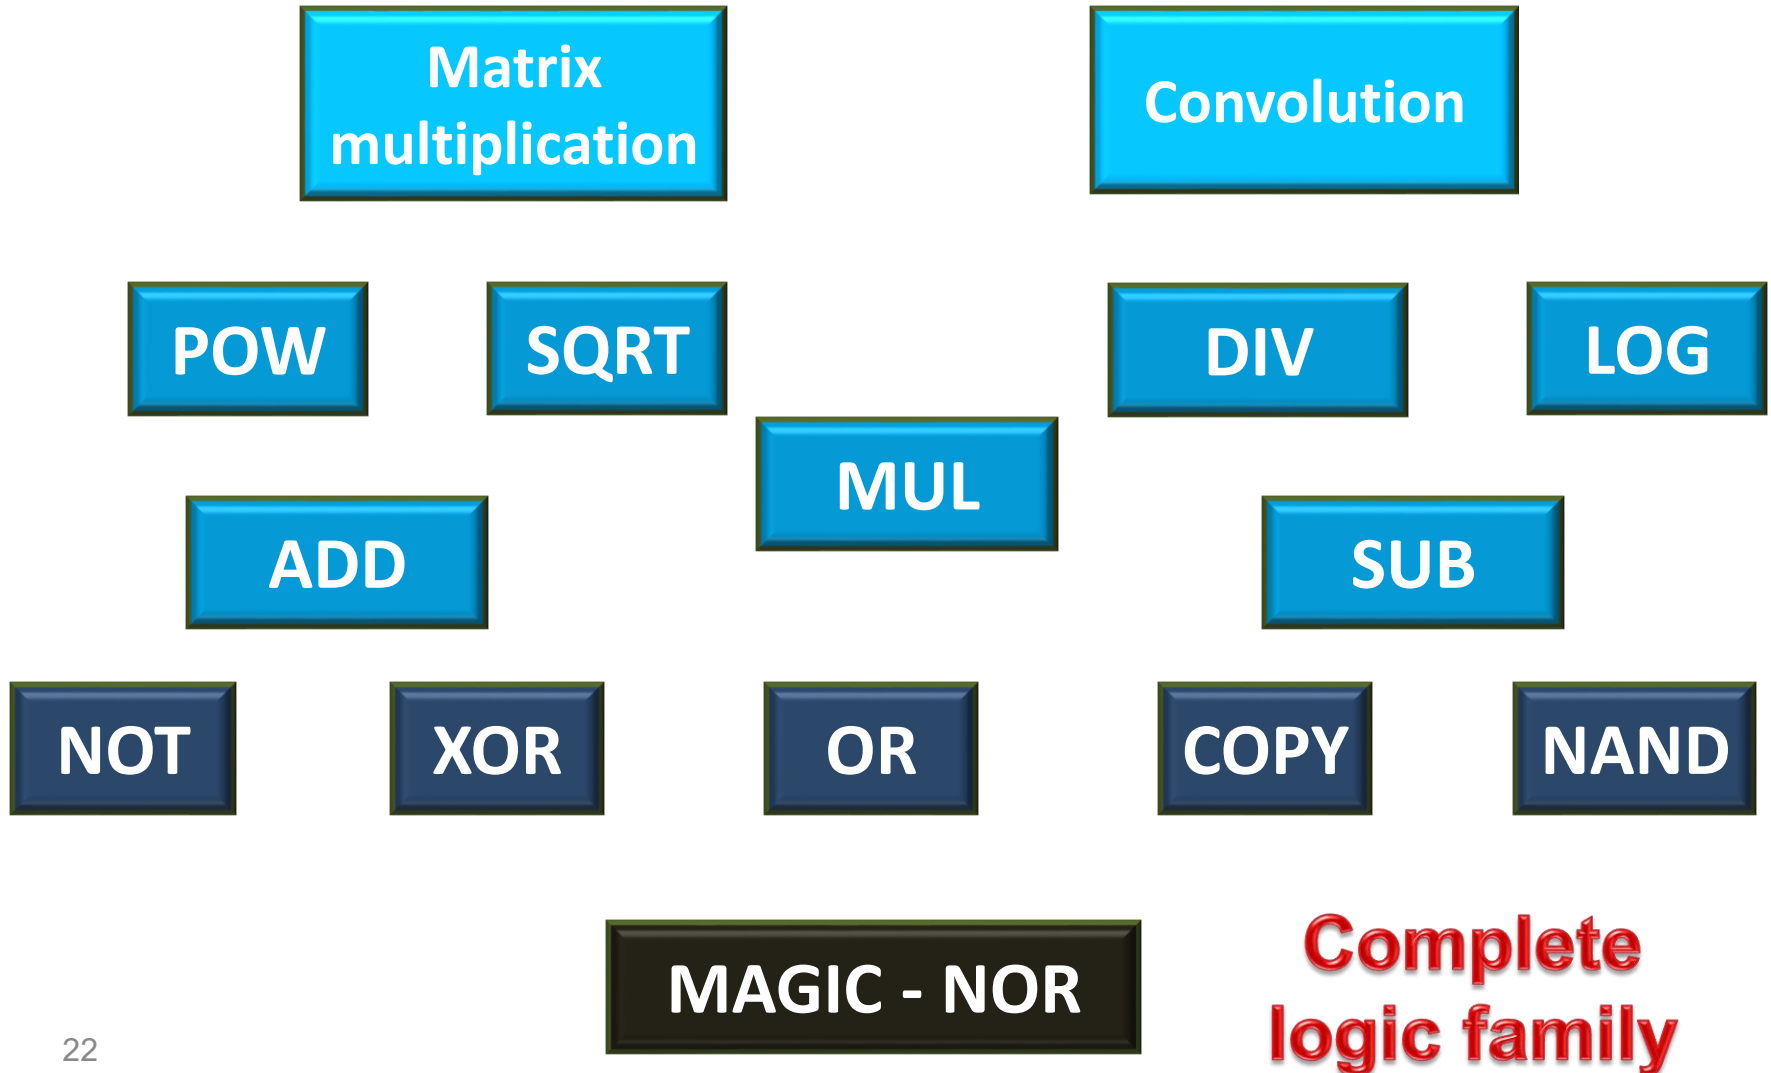 Matrix
multiplication
Convolution
POW
SQRT
DIV
LOG
MUL
ADD
SUB
NOT
XOR
OR
COPY
NAND
MAGIC - NOR
Complete
logic family
22